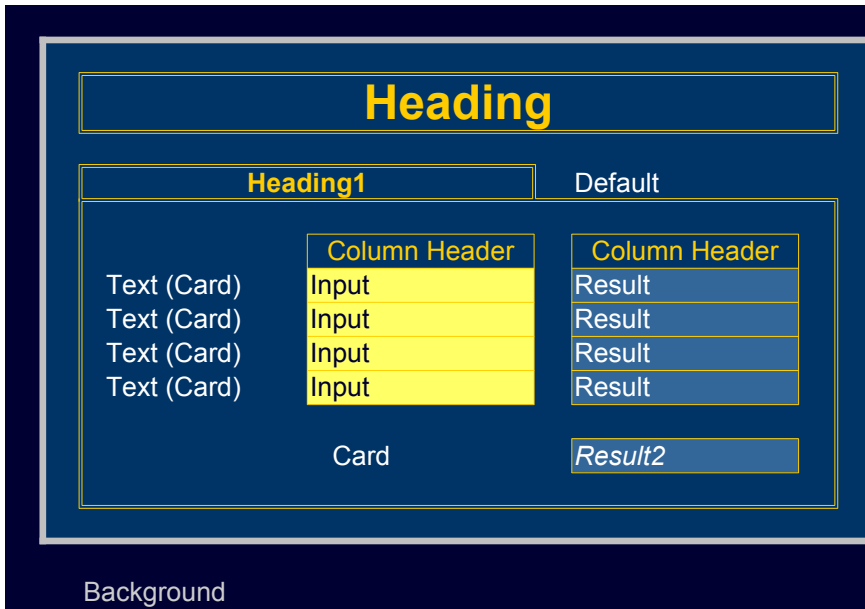 Heading
Heading1 Default
Column Header Column Header
Text (Card) Input Result
Text (Card) Input Result
Text (Card) Input Result
Text (Card) Input Result
Card Result2
Background